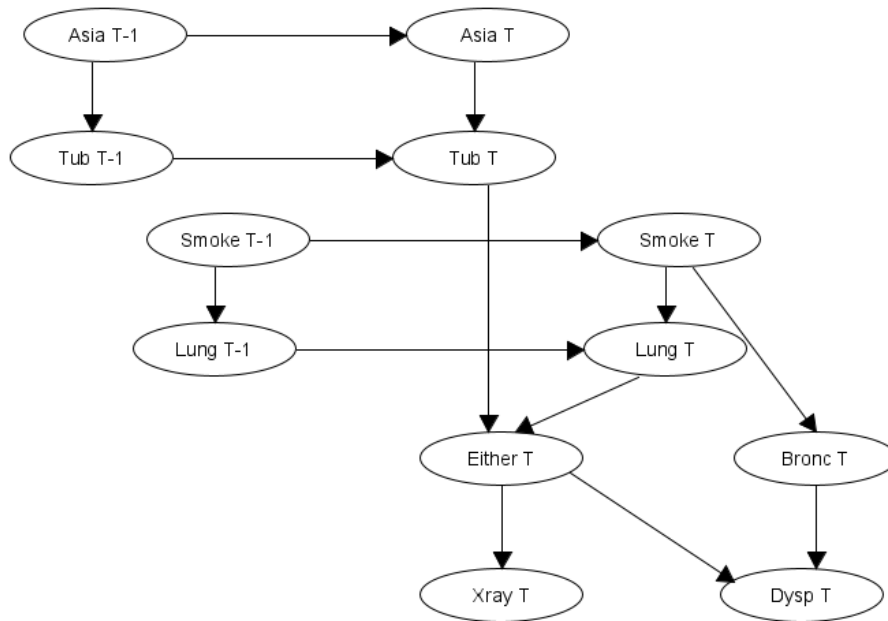 Asia T-1
Asia T
Tub T-1
Tub T
Smoke T-1
Smoke T
Lung T-1
Lung T
Either T
Bronc T
Xray T
Dysp T